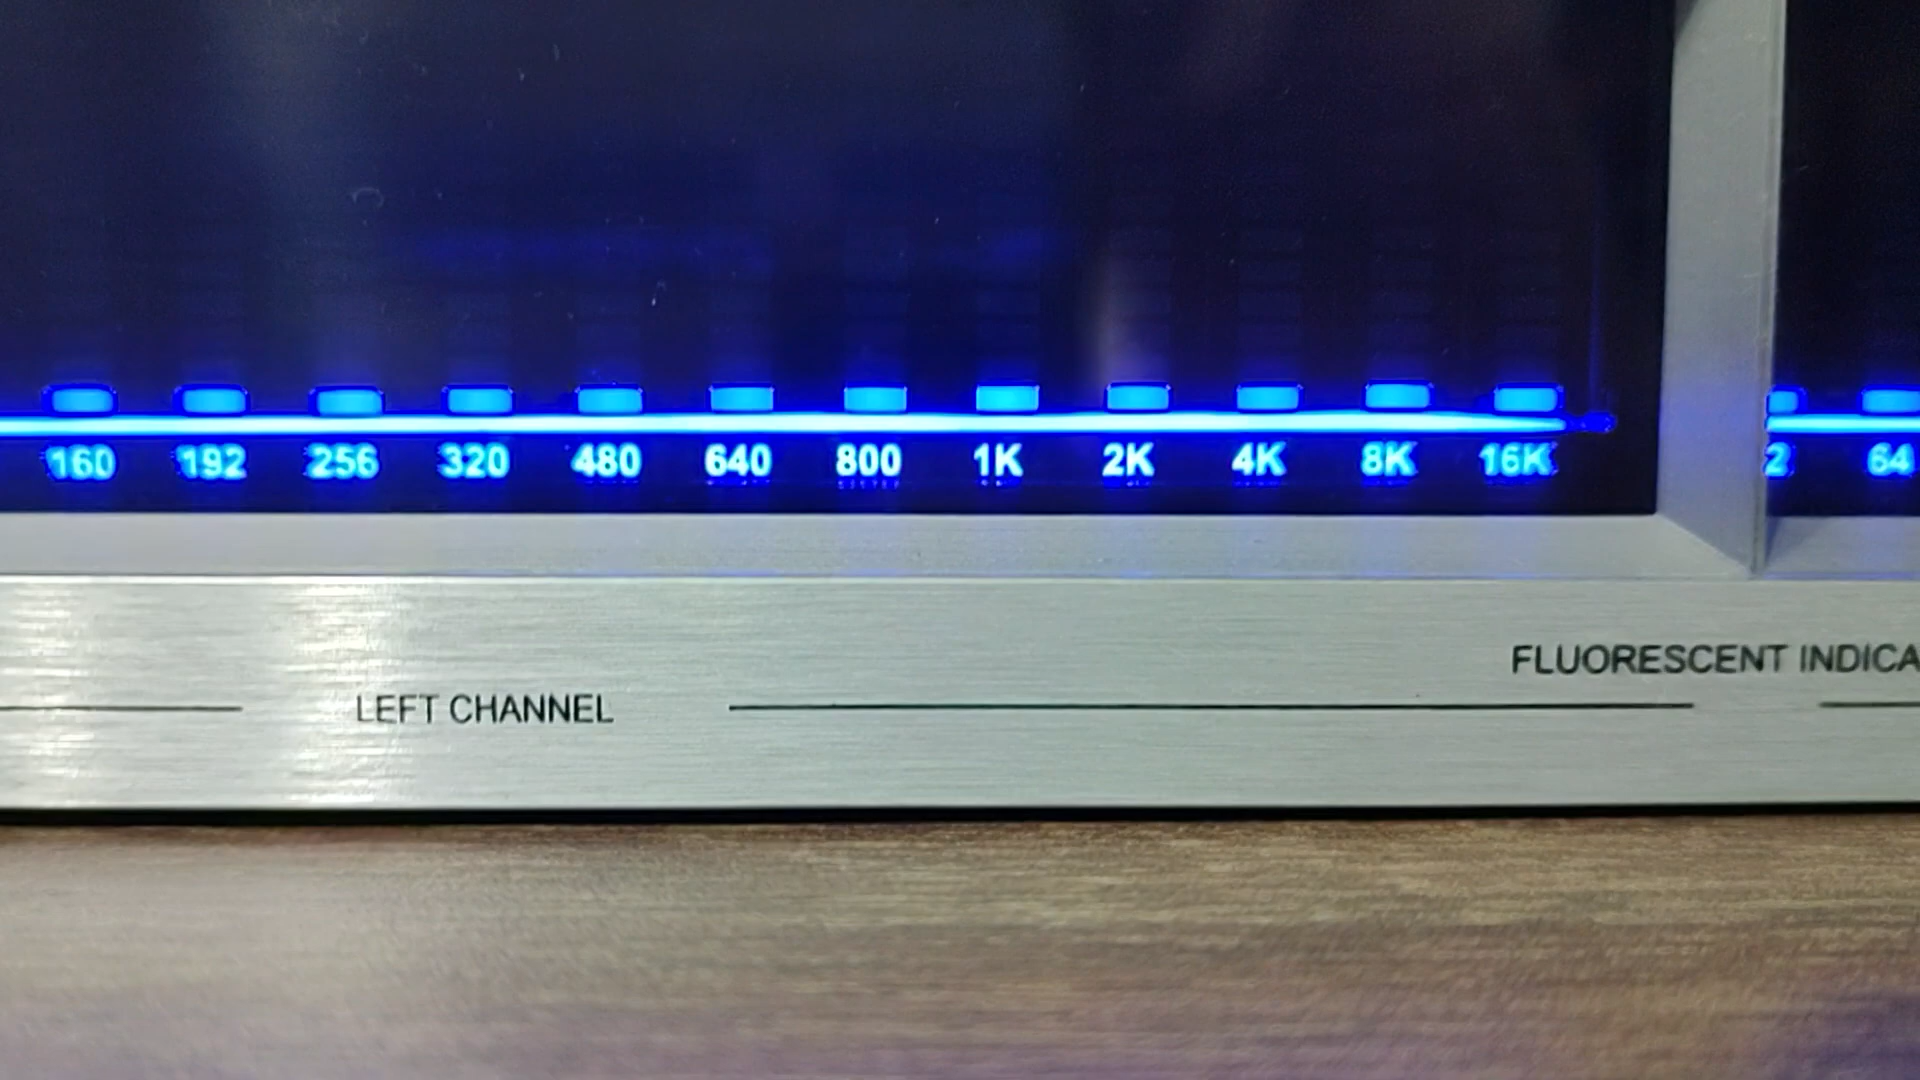 160 192 256 320 480 640 800 1K 2K 4K 8K 16K 2 64
FLUORESCENT INDICA
LEFT CHANNEL